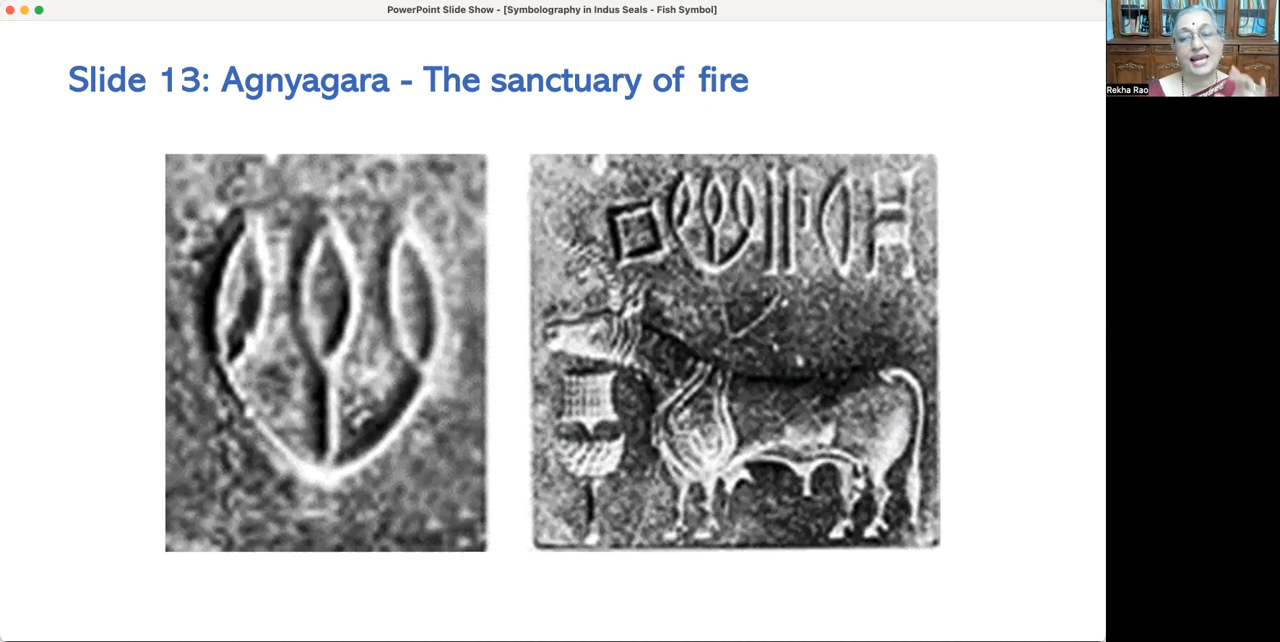 PowerPoint Slide Show - [Symbolography in Indus Seals - Fish Symbol]
Slide 13: Agnyagara - The sanctuary of fire
Rekha Rao